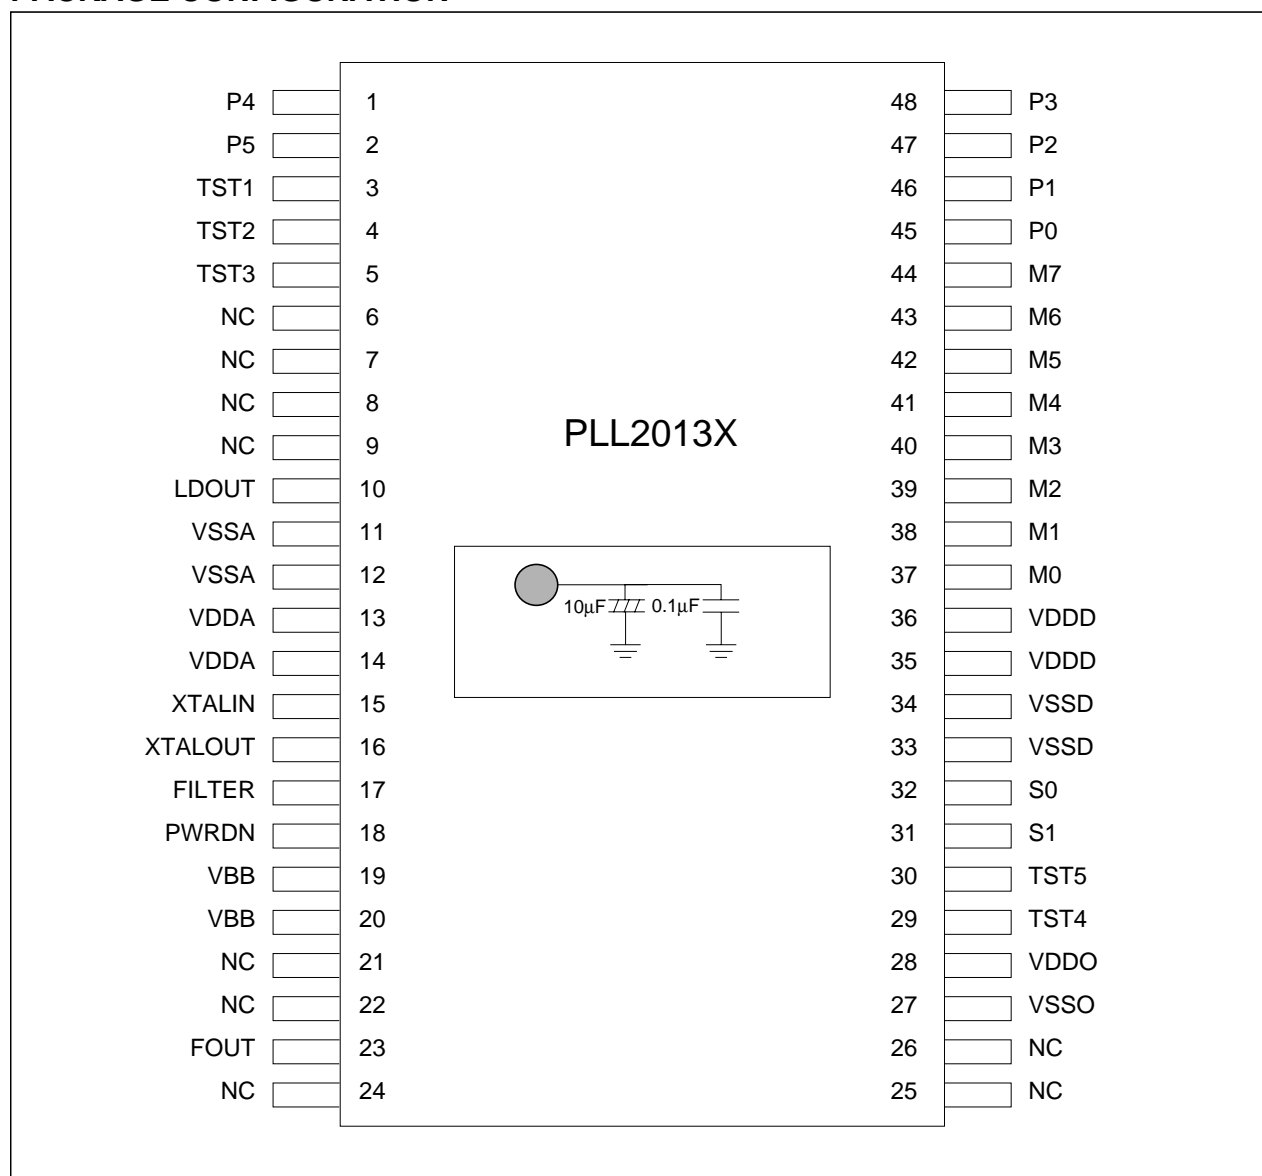 PACKAGE CONFIGURATION
P4 1 48 P3
P5 2 47 P2
TST1 3 46 P1
TST2 4 45 P0
TST3 5 44 M7
NC 6 43 M6
NC 7 42 M5
NC 8 41 M4
NC 9 40 M3
PLL2013X
LDOUT 10 39 M2
VSSA 11 38 M1
VSSA 12 37 M0
10μF 0.1μF
VDDA 13 36 VDDD
VDDA 14 35 VDDD
XTALIN 15 34 VSSD
XTALOUT 16 33 VSSD
FILTER 17 32 S0
PWRDN 18 31 S1
VBB 19 30 TST5
VBB 20 29 TST4
NC 21 28 VDDO
NC 22 27 VSSO
FOUT 23 26 NC
NC 24 25 NC